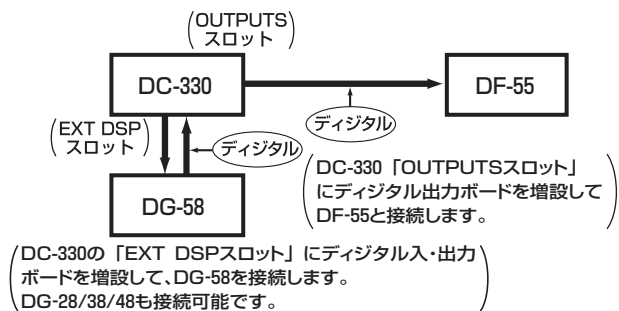 (OUTPUTS
スロット)
DC-330
DF-55
(EXT DSP
スロット)
ディジタル
ディジタル
DG-58
(DC-330「OUTPUTSスロット」
にディジタル出力ボードを増設して
DF-55と接続します。)
(DC-330の「EXT DSPスロット」にディジタル入・出力
ボードを増設して、DG-58を接続します。
DG-28/38/48も接続可能です。)